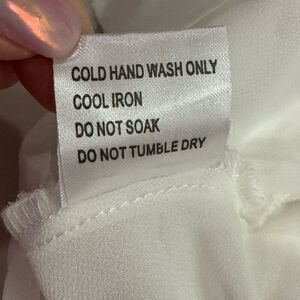 COLD HAND WASH ONLY
COOL IRON
DO NOT SOAK
DO NOT TUMBLE DRY